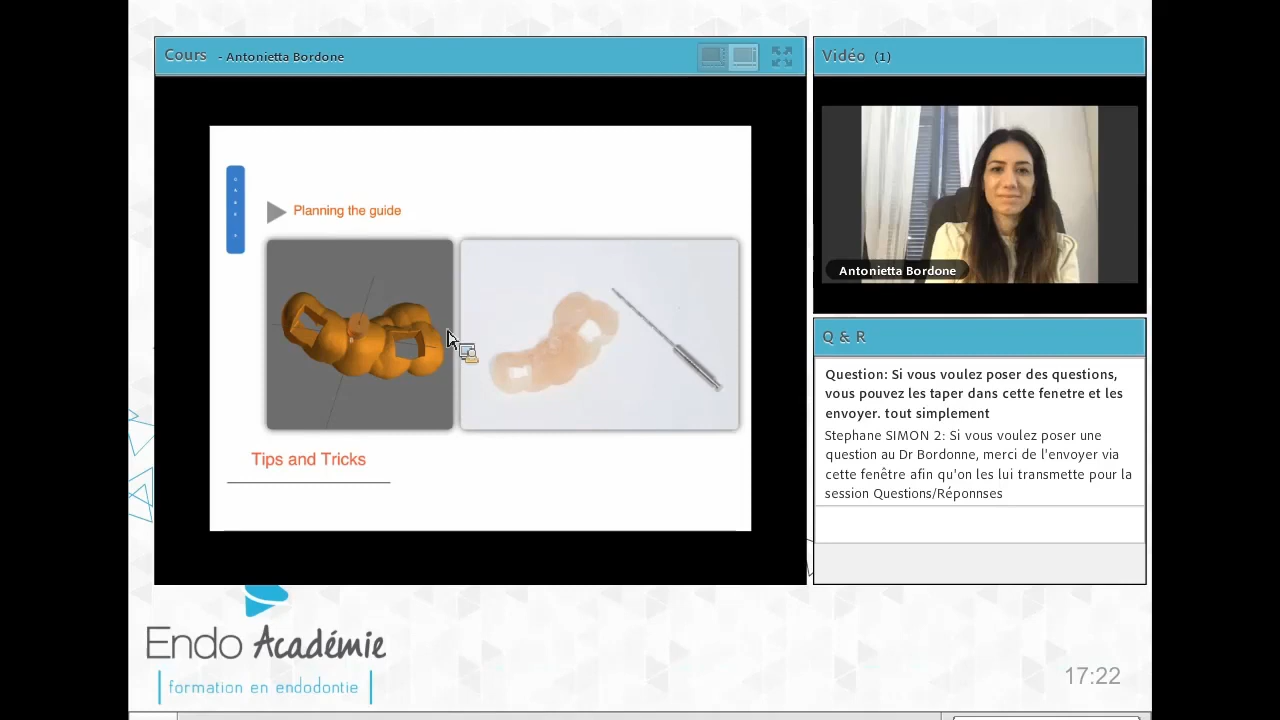 Cours - Antonietta Bordone
Vidéo (1)
Planning the guide
Tips and Tricks
Antonietta Bordone
Q & R
Question: Si vous voulez poser des questions,
vous pouvez les taper dans cette fenetre et les
envoyer. tout simplement
Stephane SIMON 2: Si vous voulez poser une
question au Dr Bordonne, merci de l'envoyer via
cette fenêtre afin qu'on les lui transmette pour la
session Questions/Réponnses
Endo Académie
formation en endodontie
17:22